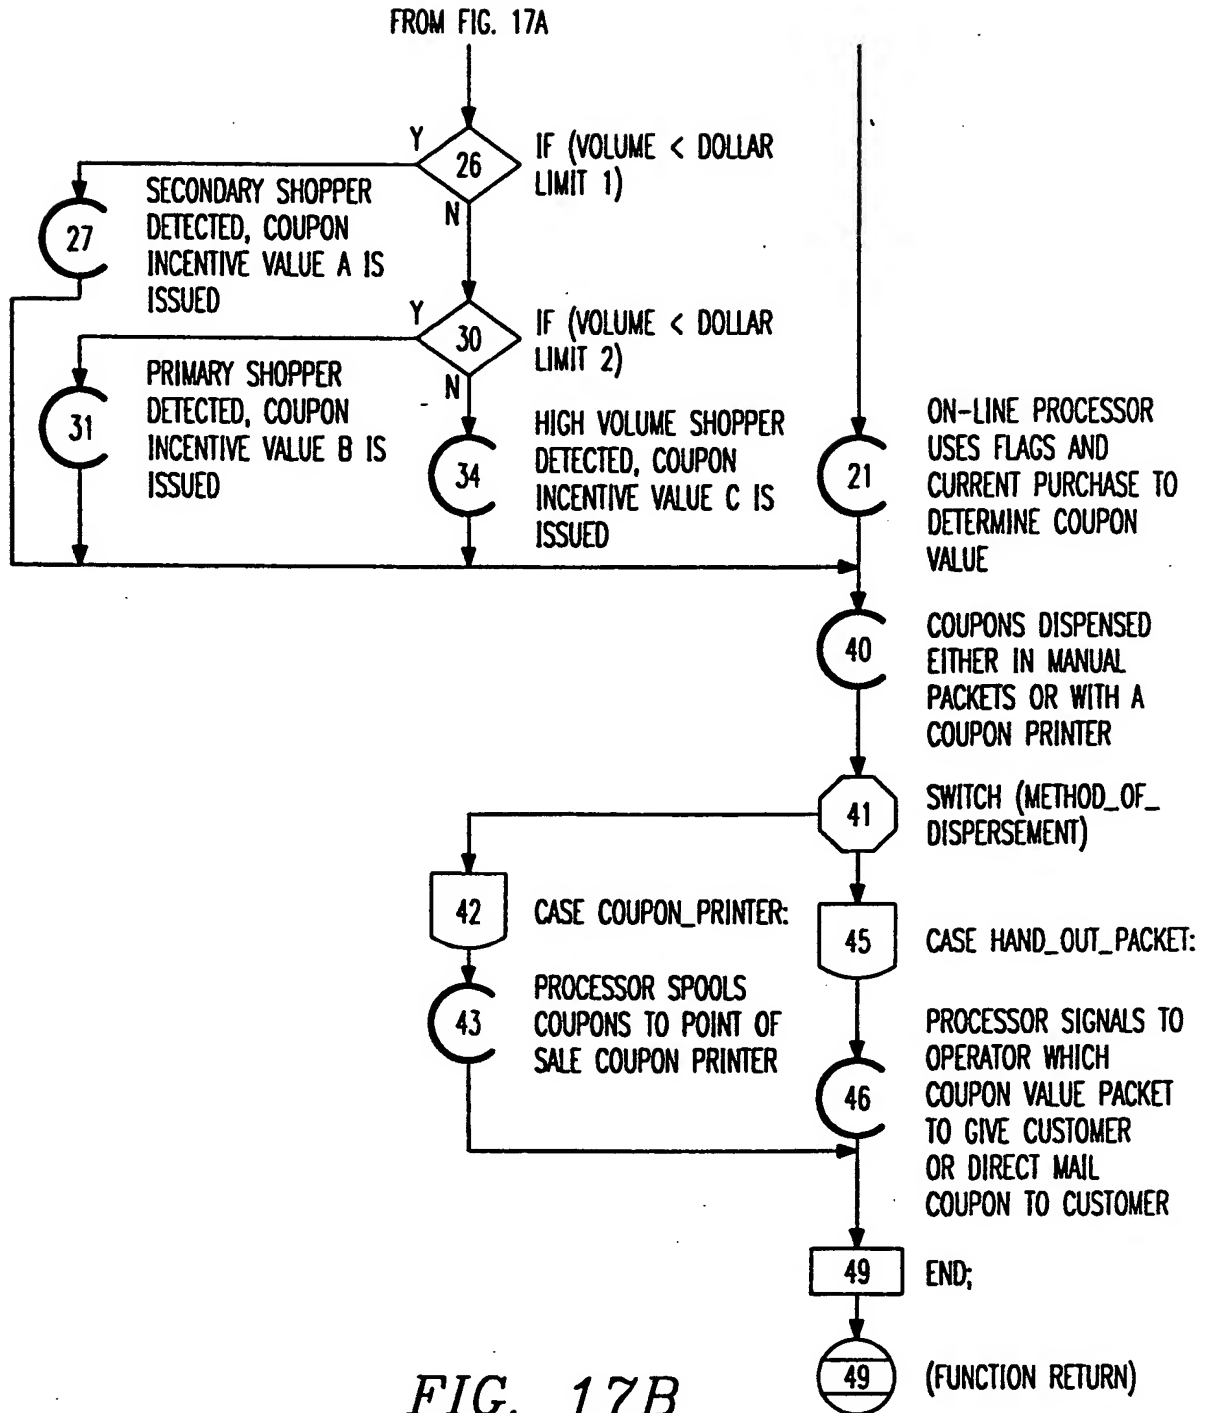 FROM FIG. 17A
Y
26
IF (VOLUME < DOLLAR
LIMIT 1)
N
27
SECONDARY SHOPPER
DETECTED, COUPON
INCENTIVE VALUE A IS
ISSUED
Y
30
IF (VOLUME < DOLLAR
LIMIT 2)
N
31
PRIMARY SHOPPER
DETECTED, COUPON
INCENTIVE VALUE B IS
ISSUED
34
HIGH VOLUME SHOPPER
DETECTED, COUPON
INCENTIVE VALUE C IS
ISSUED
21
ON-LINE PROCESSOR
USES FLAGS AND
CURRENT PURCHASE TO
DETERMINE COUPON
VALUE
40
COUPONS DISPENSED
EITHER IN MANUAL
PACKETS OR WITH A
COUPON PRINTER
41
SWITCH (METHOD_OF_
DISPERSEMENT)
42
CASE COUPON_PRINTER:
45
CASE HAND_OUT_PACKET:
43
PROCESSOR SPOOLS
COUPONS TO POINT OF
SALE COUPON PRINTER
46
PROCESSOR SIGNALS TO
OPERATOR WHICH
COUPON VALUE PACKET
TO GIVE CUSTOMER
OR DIRECT MAIL
COUPON TO CUSTOMER
49
END;
49
(FUNCTION RETURN)
FIG. 17B